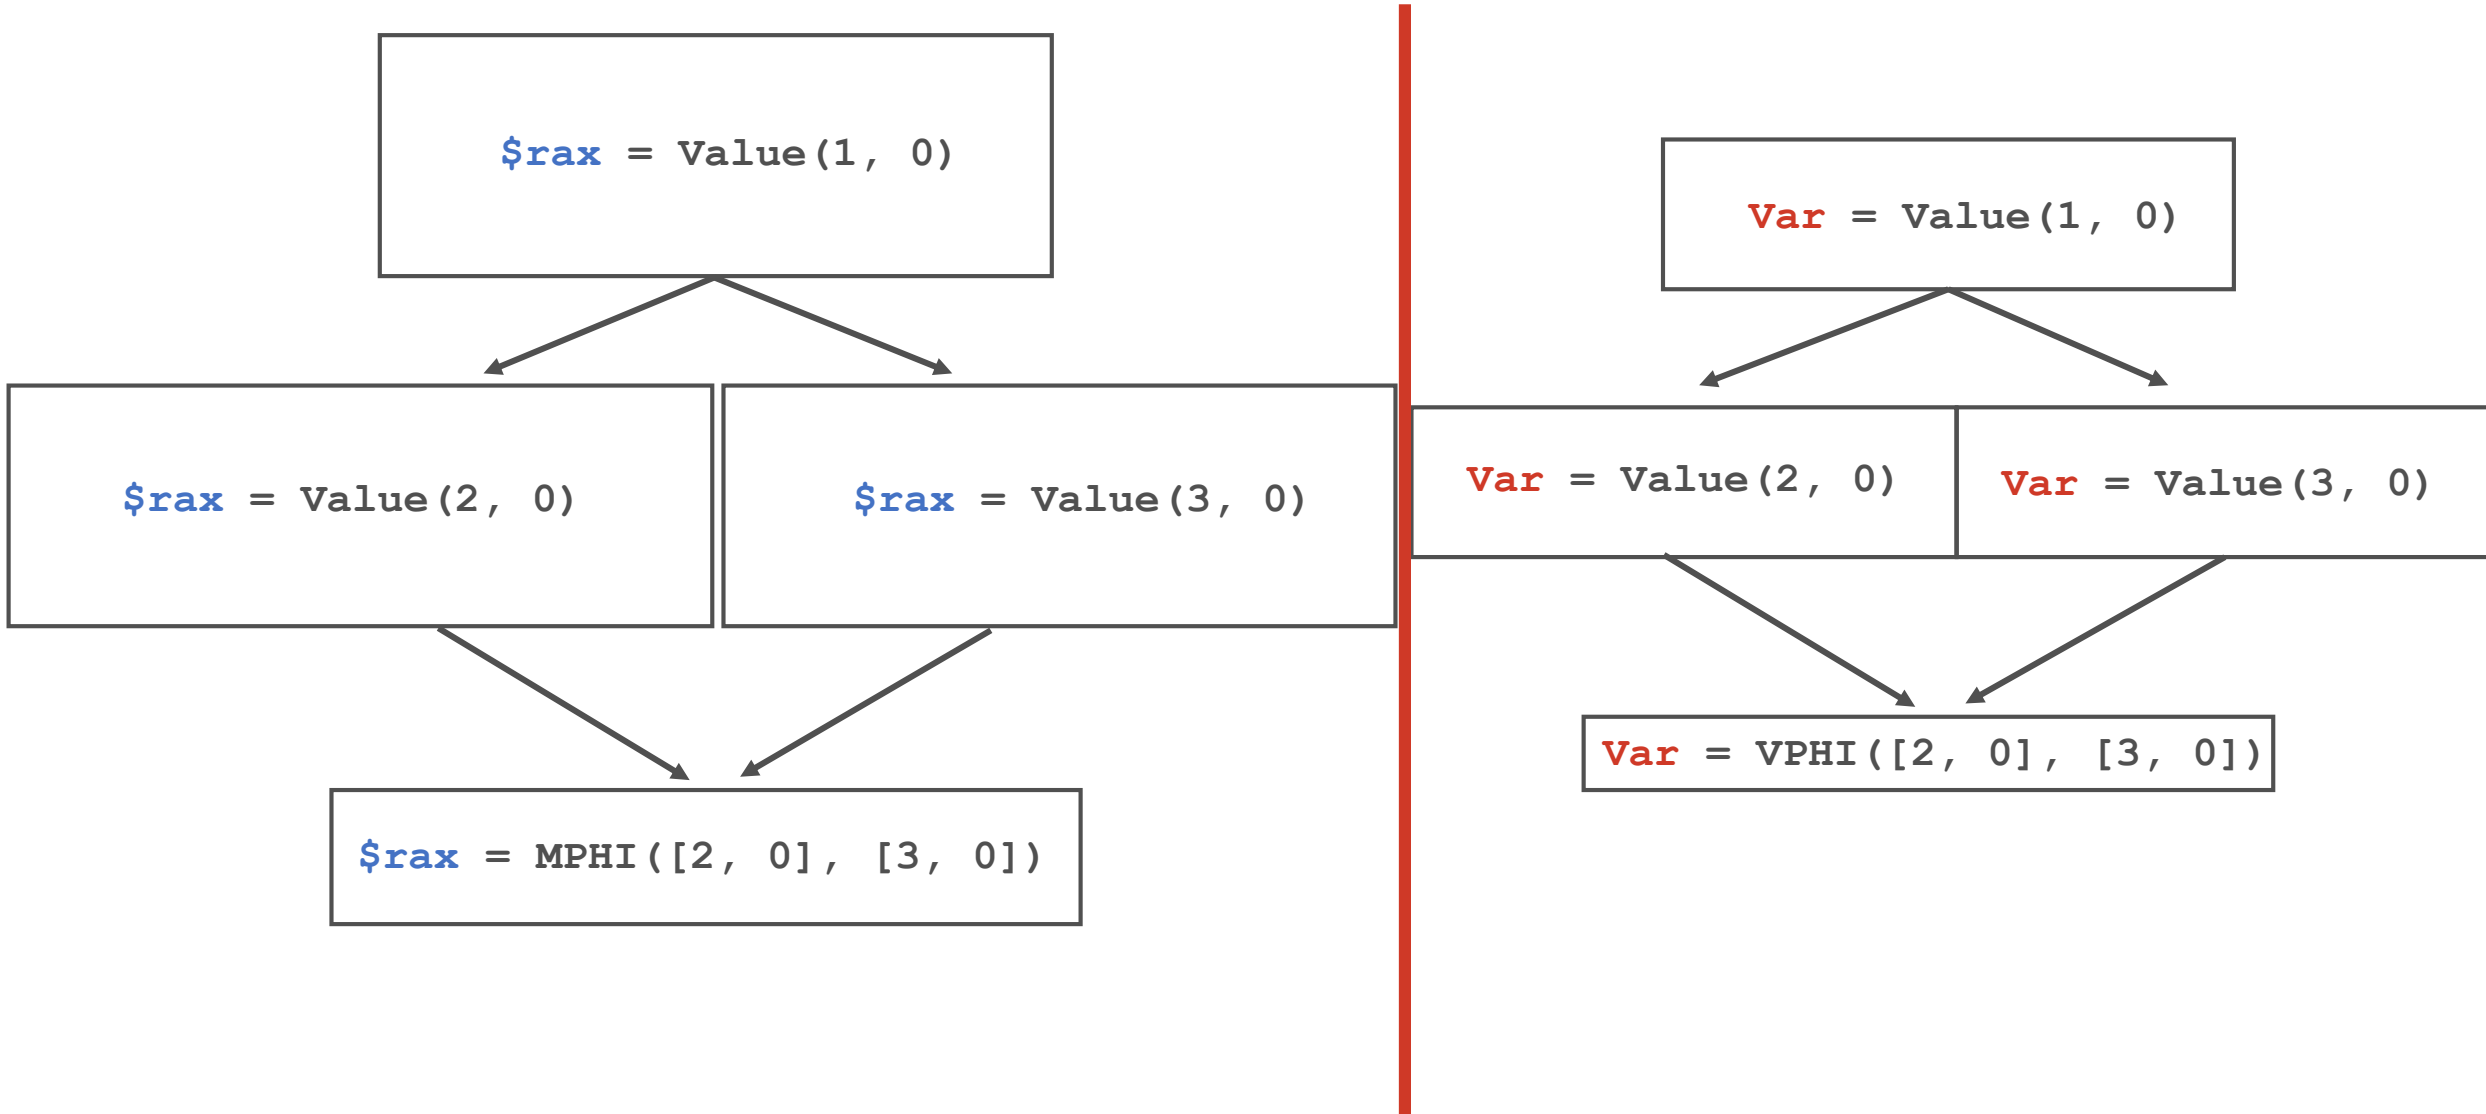 $rax = Value(1, 0)
$rax = Value(2, 0)
$rax = Value(3, 0)
$rax = MPHI([2, 0], [3, 0])
Var = Value(1, 0)
Var = Value(2, 0)
Var = Value(3, 0)
Var = VPHI([2, 0], [3, 0])